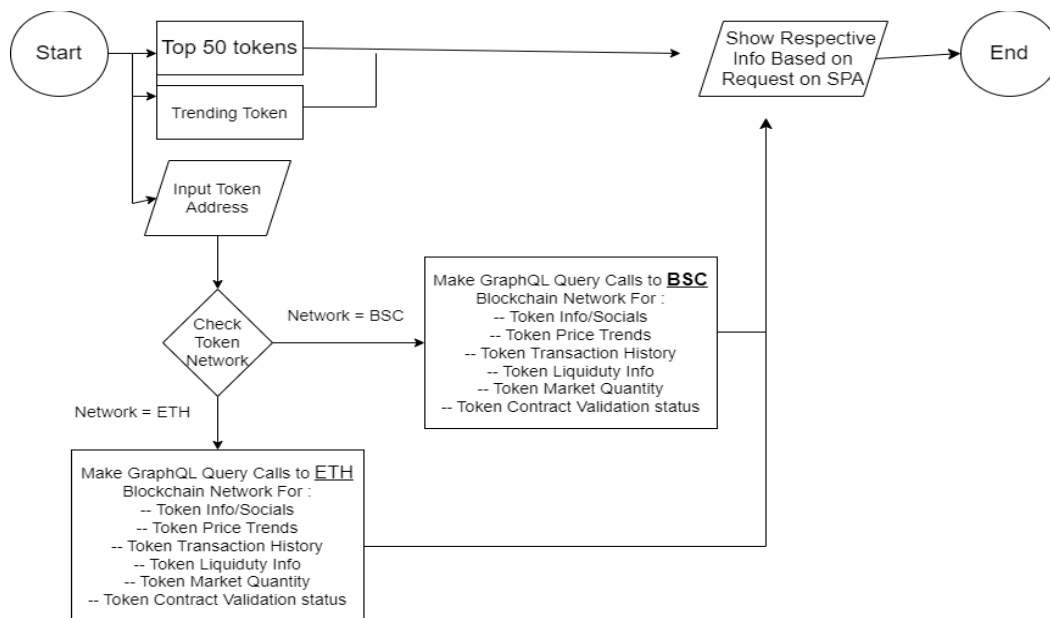 Start
Top 50 tokens
Trending Token
Show Respective
Info Based on
Request on SPA
End
Input Token
Address
Check
Token
Network
Network = BSC
Make GraphQL Query Calls to BSC
Blockchain Network For :
-- Token Info/Socials
-- Token Price Trends
-- Token Transaction History
-- Token Liquiduty Info
-- Token Market Quantity
-- Token Contract Validation status
Network = ETH
Make GraphQL Query Calls to ETH
Blockchain Network For :
-- Token Info/Socials
-- Token Price Trends
-- Token Transaction History
-- Token Liquiduty Info
-- Token Market Quantity
-- Token Contract Validation status